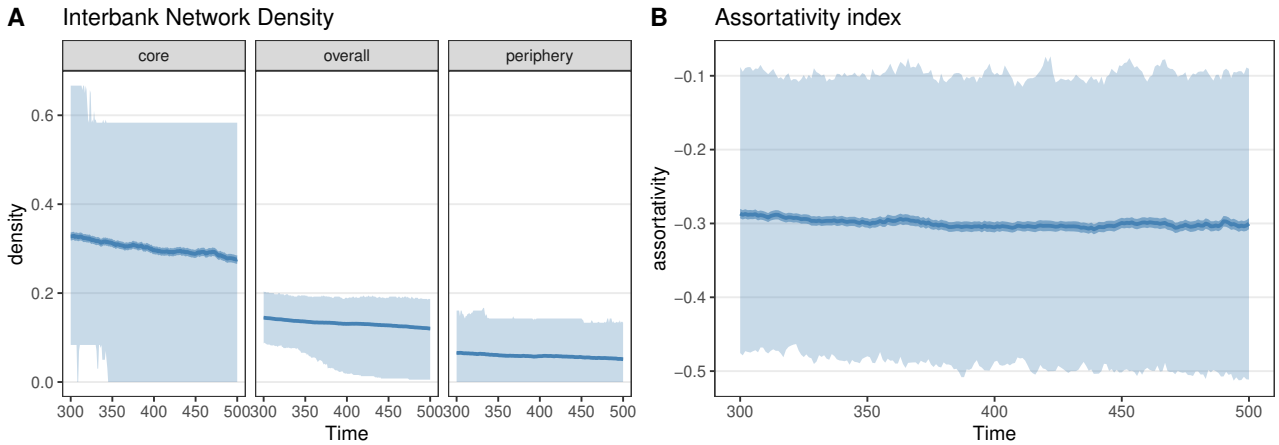 A Interbank Network Density
core overall periphery
density
0.6
0.4
0.2
0.0
300 350 400 450 500 300 350 400 450 500 300 350 400 450 500
Time
B Assortativity index
assortativity
−0.1
−0.2
−0.3
−0.4
−0.5
300 350 400 450 500
Time